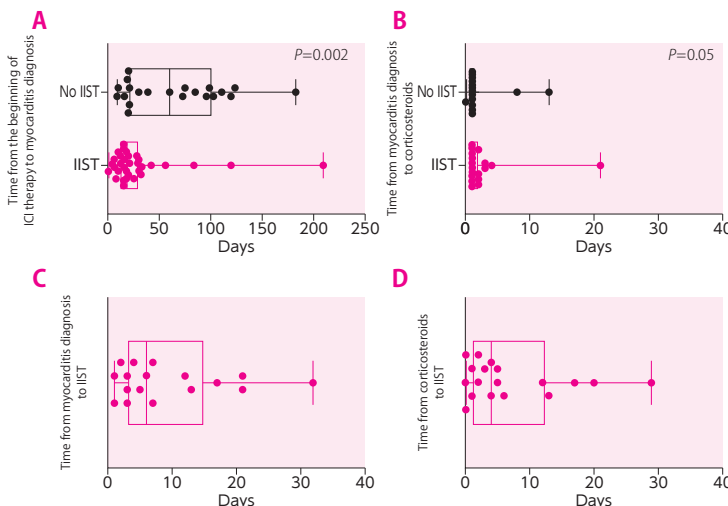 A
Time from the beginning of
ICI therapy to myocarditis diagnosis
No IIST
IIST
P=0.002
0 50 100 150 200 250
Days
B
Time from myocarditis diagnosis
to corticosteroids
No IIST
IIST
P=0.05
0 10 20 30 40
Days
C
Time from myocarditis diagnosis
to IIST
0 10 20 30 40
Days
D
Time from corticosteroids
to IIST
0 10 20 30 40
Days